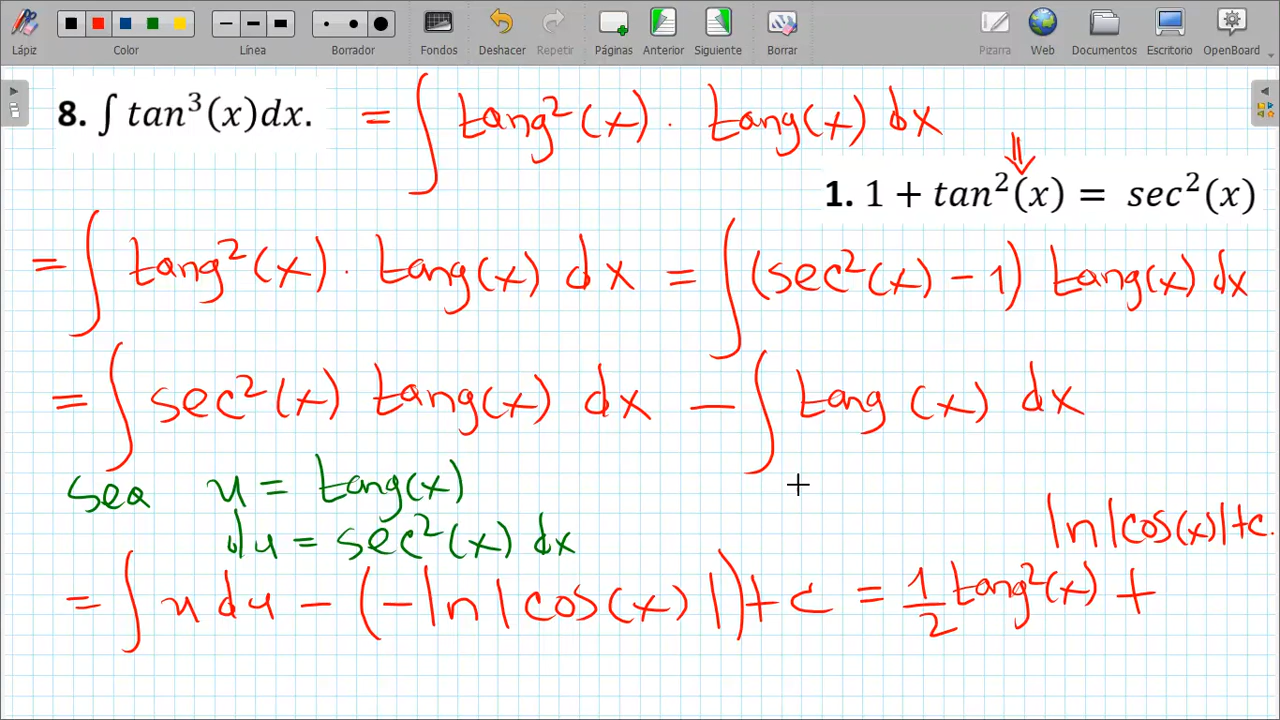 Lápiz Color Línea Borrador Fondos Deshacer Repetir Páginas Anterior Siguiente Borrar Pizarra Web Documentos Escritorio OpenBoard
8. ∫ tan³(x)dx. = ∫ tang²(x) · tang(x) dx
⇓
1. 1 + tan²(x) = sec²(x)
= ∫ tang²(x) · tang(x) dx = ∫ (sec²(x) − 1) tang(x) dx
= ∫ sec²(x) tang(x) dx − ∫ tang (x) dx
sea u = tang(x)
du = sec²(x) dx
ln|cos(x)|+c.
= ∫ u du − (−ln|cos(x)|) + c = 1/2 tang²(x) +